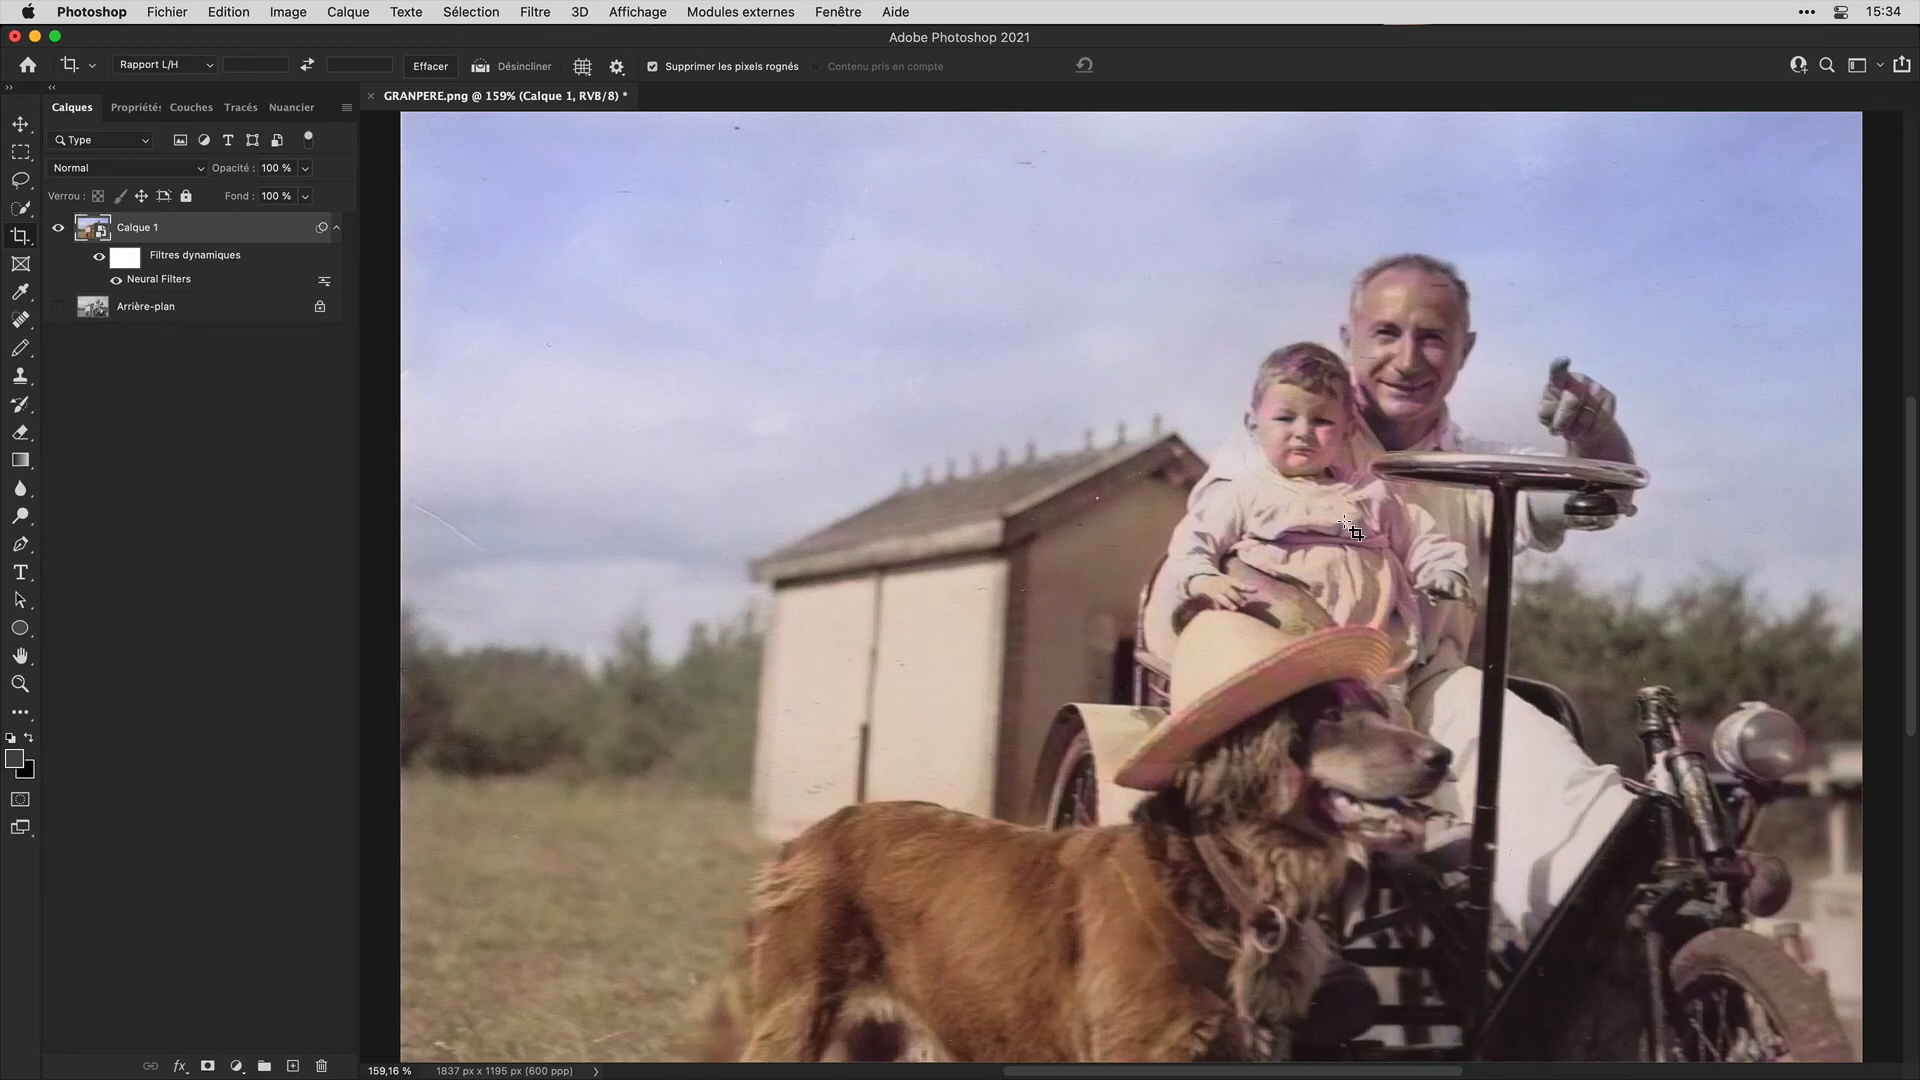 Photoshop Fichier Edition Image Calque Texte Sélection Filtre 3D Affichage Modules externes Fenêtre Aide 15:34
Adobe Photoshop 2021
Rapport L/H Effacer Désincliner Supprimer les pixels rognés Contenu pris en compte
GRANPERE.png @ 159% (Calque 1, RVB/8) *
Calques Propriétés Couches Tracés Nuancier
Type
Normal Opacité : 100 %
Verrou : Fond : 100 %
Calque 1
Filtres dynamiques
Neural Filters
Arrière-plan
fx
159,16 % 1837 px x 1195 px (600 ppp)